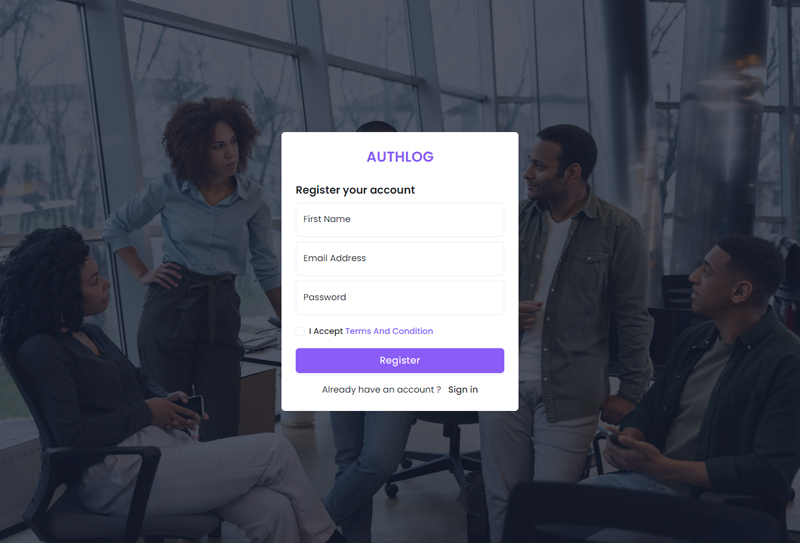 AUTHLOG
Register your account
First Name
Email Address
Password
I Accept Terms And Condition
Register
Already have an account ? Sign in